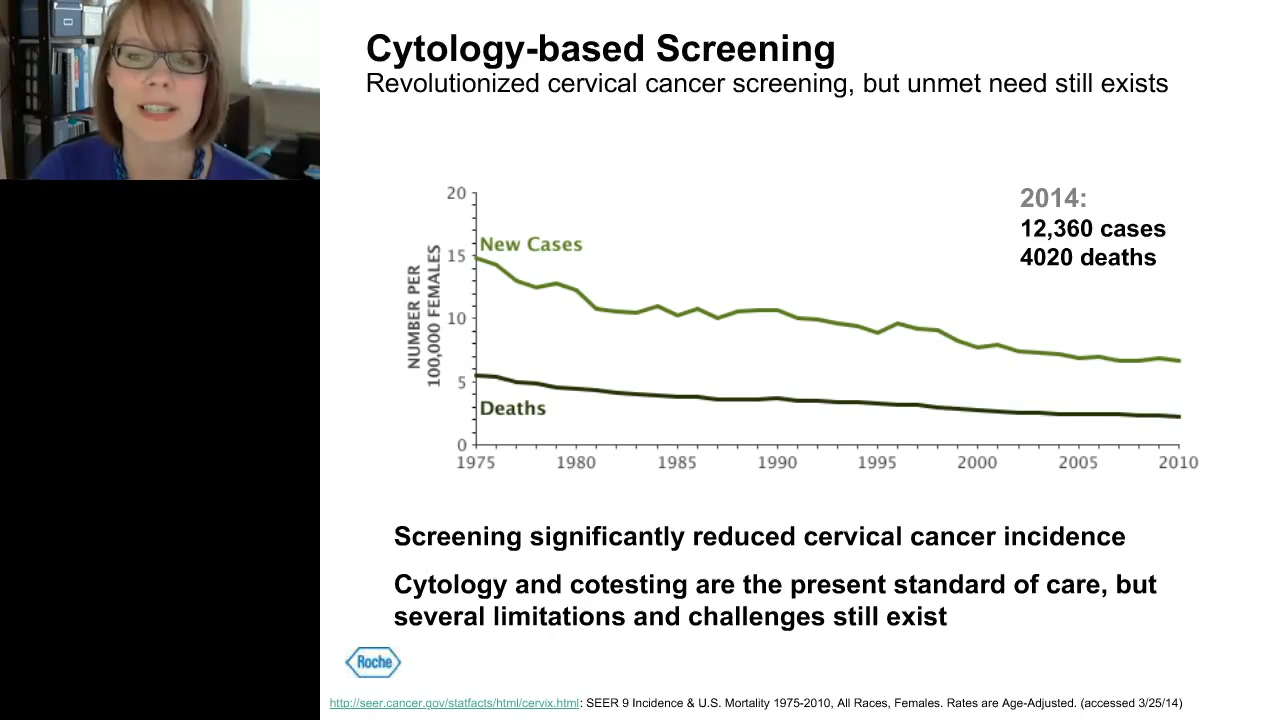 Cytology-based Screening
Revolutionized cervical cancer screening, but unmet need still exists
2014:
12,360 cases
4020 deaths
NUMBER PER
100,000 FEMALES
20
15
10
5
0
New Cases
Deaths
1975 1980 1985 1990 1995 2000 2005 2010
Screening significantly reduced cervical cancer incidence
Cytology and cotesting are the present standard of care, but
several limitations and challenges still exist
Roche
http://seer.cancer.gov/statfacts/html/cervix.html: SEER 9 Incidence & U.S. Mortality 1975-2010, All Races, Females. Rates are Age-Adjusted. (accessed 3/25/14)